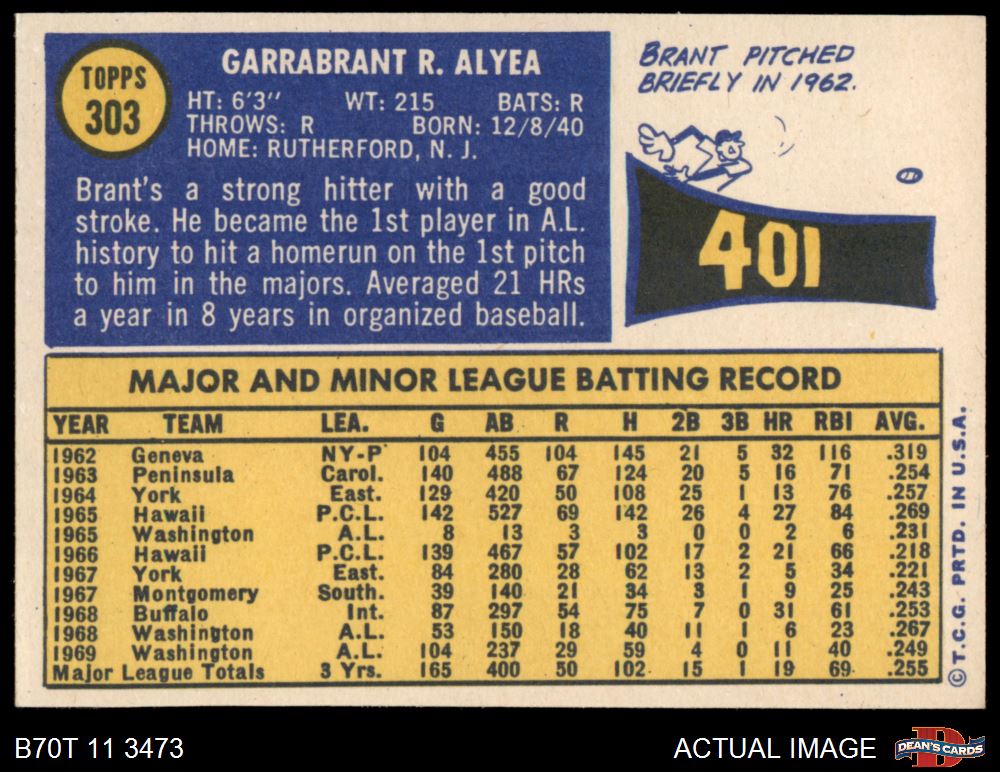 TOPPS
303
GARRABRANT R. ALYEA
HT: 6'3" WT: 215 BATS: R
THROWS: R BORN: 12/8/40
HOME: RUTHERFORD, N. J.
Brant's a strong hitter with a good
stroke. He became the 1st player in A.L.
history to hit a homerun on the 1st pitch
to him in the majors. Averaged 21 HRs
a year in 8 years in organized baseball.
BRANT PITCHED
BRIEFLY IN 1962.
401
MAJOR AND MINOR LEAGUE BATTING RECORD
YEAR TEAM LEA. G AB R H 2B 3B HR RBI AVG.
1962 Geneva NY-P 104 455 104 145 21 5 32 116 .319
1963 Peninsula Carol. 140 488 67 124 20 5 16 71 .254
1964 York East. 129 420 50 108 25 1 13 76 .257
1965 Hawaii P.C.L. 142 527 69 142 26 4 27 84 .269
1965 Washington A.L. 8 13 3 3 0 0 2 6 .231
1966 Hawaii P.C.L. 139 467 57 102 17 2 21 66 .218
1967 York East. 84 280 28 62 13 2 5 34 .221
1967 Montgomery South. 39 140 21 34 3 1 9 25 .243
1968 Buffalo Int. 87 297 54 75 7 0 31 61 .253
1968 Washington A.L. 53 150 18 40 11 1 6 23 .267
1969 Washington A.L. 104 237 29 59 4 0 11 40 .249
Major League Totals 3 Yrs. 165 400 50 102 15 1 19 69 .255
© T.C.G. PRTD. IN U.S.A.
B70T 11 3473
ACTUAL IMAGE
D
DEAN'S CARDS